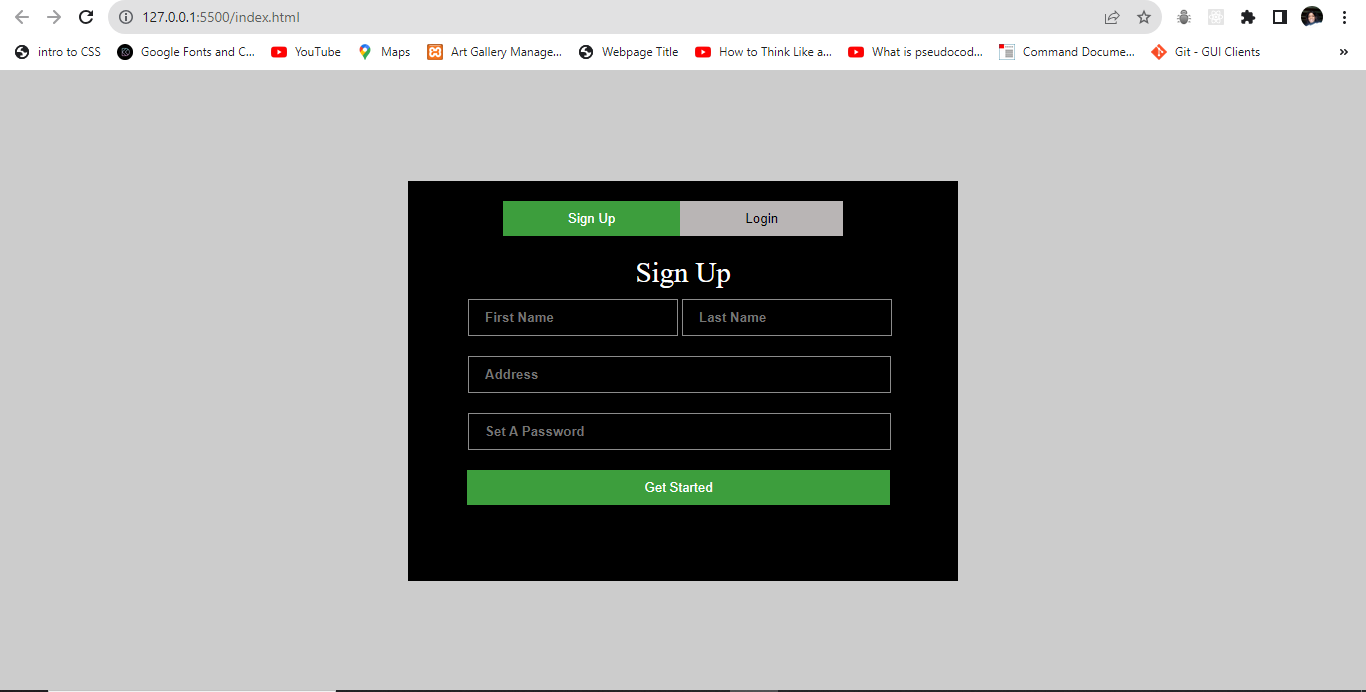 127.0.0.1:5500/index.html
intro to CSS Google Fonts and C... YouTube Maps Art Gallery Manage... Webpage Title How to Think Like a... What is pseudocod... Command Docume... Git - GUI Clients »
Sign Up Login
Sign Up
First Name Last Name
Address
Set A Password
Get Started